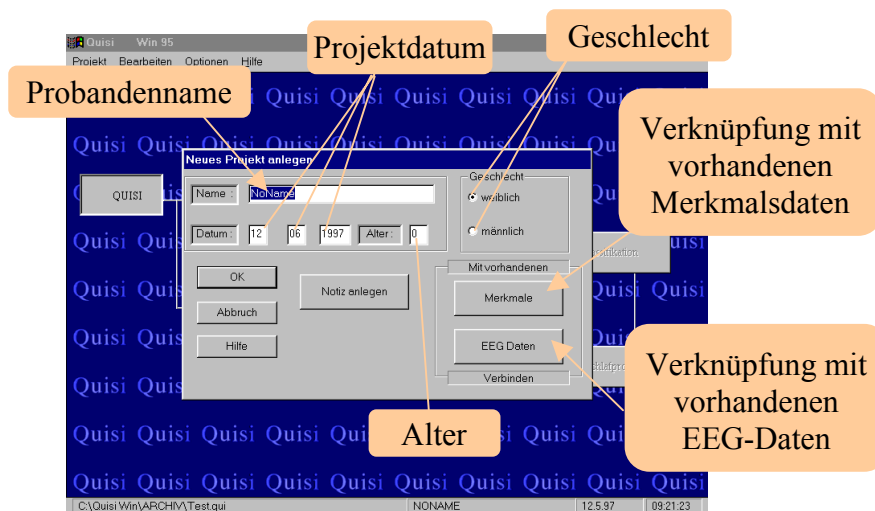 Quisi Win 95
Projektdatum
Geschlecht
Projekt Bearbeiten Optionen Hilfe
Probandenname
Quisi Quisi Quisi Quisi Quisi
Verknüpfung mit
vorhandenen
Merkmalsdaten
Quisi Quisi Quisi Quisi Quisi Quisi Quisi Quisi
Neues Projekt anlegen
Geschlecht
QUISI
Name :
NoName
weiblich
Datum :
12
06
1997
Alter :
0
männlich
Quisi Quisi Quisi
Mit vorhandenen
OK
Notiz anlegen
Merkmale
Quisi Quisi Quisi Quisi
Abbruch
Quisi Quis
Hilfe
EEG Daten
Verknüpfung mit
vorhandenen
EEG-Daten
Verbinden
Quisi Quis
Alter
Quisi Quisi Quisi Quisi Quisi Quisi
Quisi Quisi Quisi Quisi Quisi Quisi Quisi Quisi Quisi Quisi
C:\Quisi Win\ARCHIV\Test.qui
NONAME
12.5.97
09:21:23